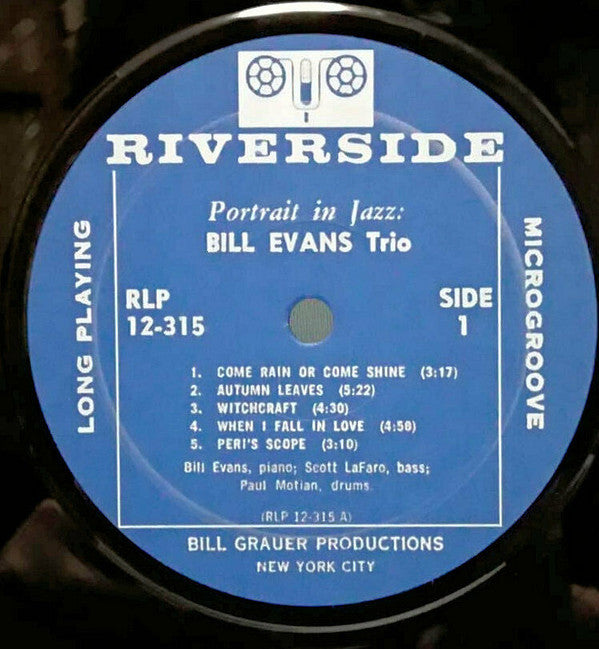 RIVERSIDE
Portrait in Jazz:
BILL EVANS Trio
LONG PLAYING
MICROGROOVE
RLP
12-315
SIDE
1
1. COME RAIN OR COME SHINE (3:17)
2. AUTUMN LEAVES (5:22)
3. WITCHCRAFT (4:30)
4. WHEN I FALL IN LOVE (4:50)
5. PERI'S SCOPE (3:10)
Bill Evans, piano; Scott LaFaro, bass;
Paul Motian, drums.
(RLP 12-315 A)
BILL GRAUER PRODUCTIONS
NEW YORK CITY